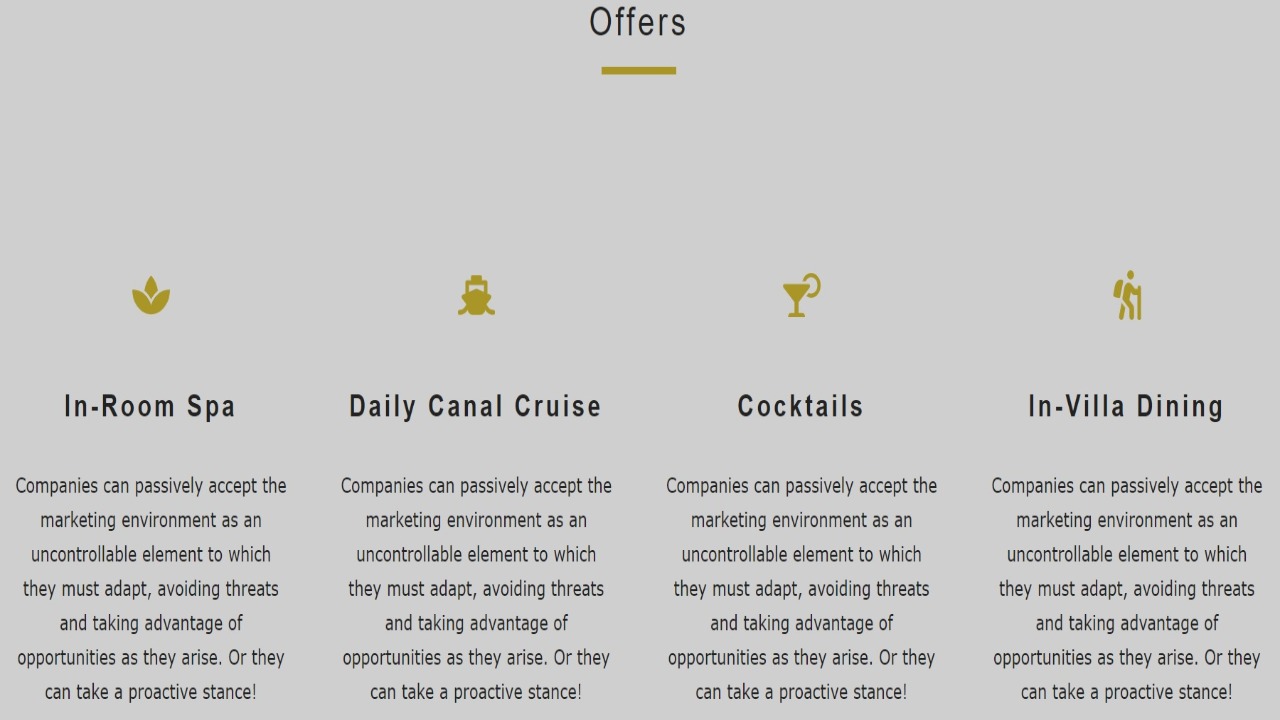 Offers
In-Room Spa
Companies can passively accept the
marketing environment as an
uncontrollable element to which
they must adapt, avoiding threats
and taking advantage of
opportunities as they arise. Or they
can take a proactive stance!
Daily Canal Cruise
Companies can passively accept the
marketing environment as an
uncontrollable element to which
they must adapt, avoiding threats
and taking advantage of
opportunities as they arise. Or they
can take a proactive stance!
Cocktails
Companies can passively accept the
marketing environment as an
uncontrollable element to which
they must adapt, avoiding threats
and taking advantage of
opportunities as they arise. Or they
can take a proactive stance!
In-Villa Dining
Companies can passively accept the
marketing environment as an
uncontrollable element to which
they must adapt, avoiding threats
and taking advantage of
opportunities as they arise. Or they
can take a proactive stance!